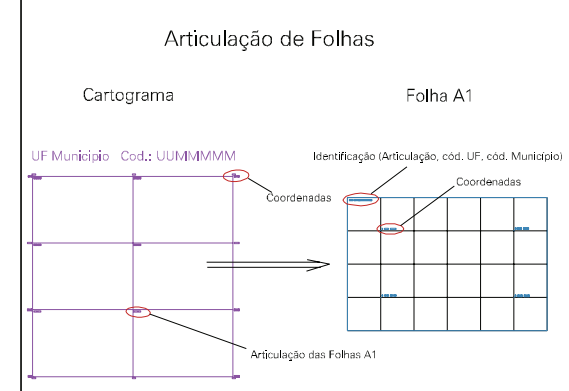 Articulação de Folhas
Cartograma
Folha A1
UF Municipio Cod.: UUMMMMM
Identificação (Articulação, cód. UF, cód. Município)
Coordenadas
Coordenadas
Articulação das Folhas A1